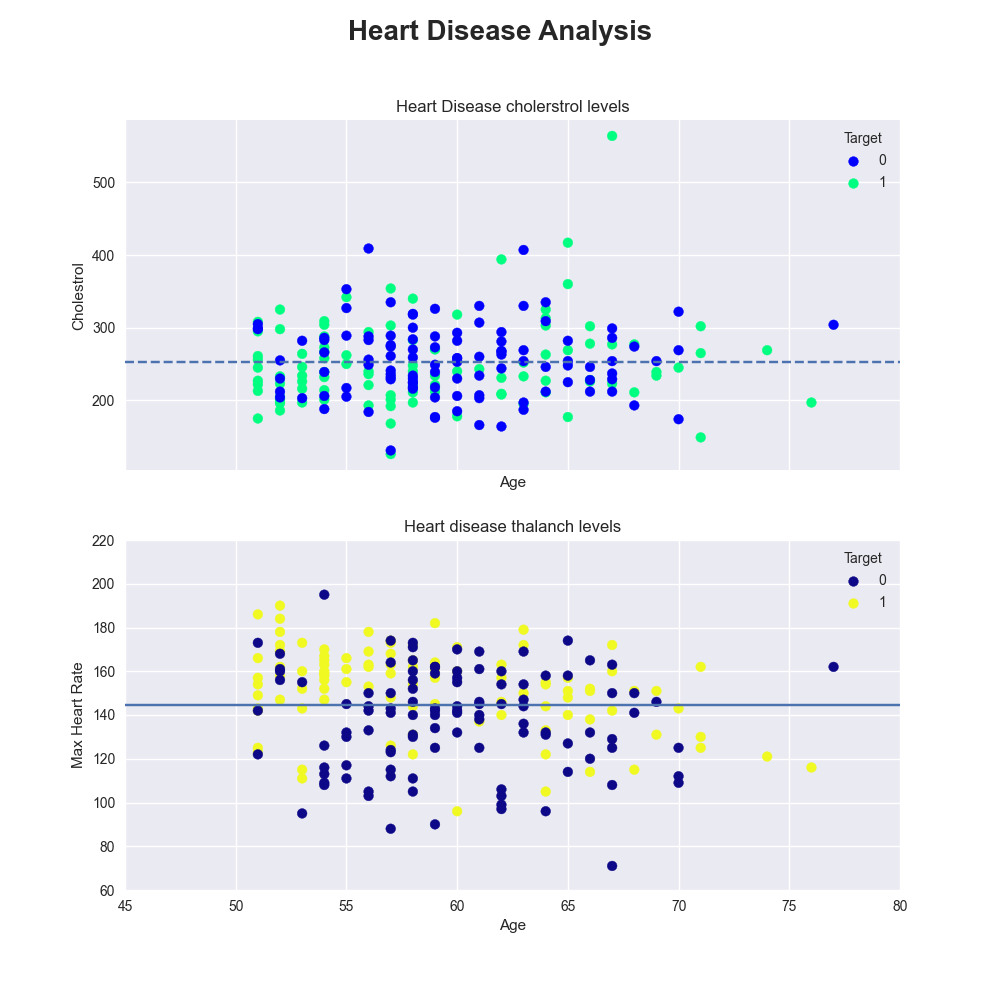 Heart Disease Analysis
Heart Disease cholerstrol levels
Target
0
1
500
400
300
200
Cholestrol
Age
Heart disease thalanch levels
Target
0
1
220
200
180
160
140
120
100
80
60
Max Heart Rate
45 50 55 60 65 70 75 80
Age